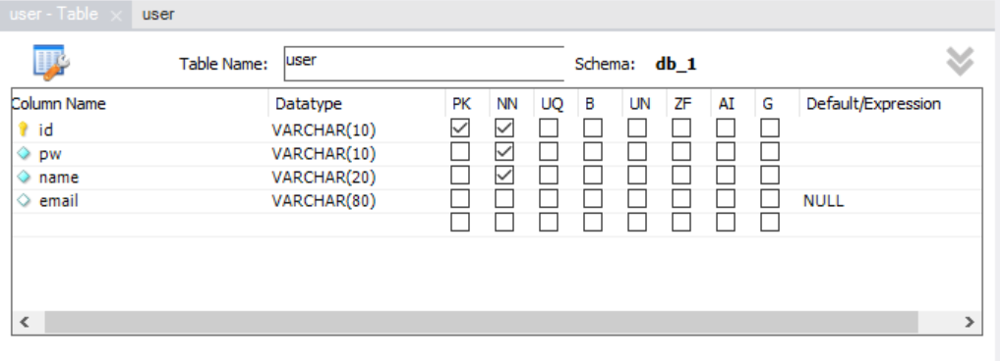 user - Table × user
Table Name: user Schema: db_1
Column Name Datatype PK NN UQ B UN ZF AI G Default/Expression
id VARCHAR(10)
pw VARCHAR(10)
name VARCHAR(20)
email VARCHAR(80) NULL